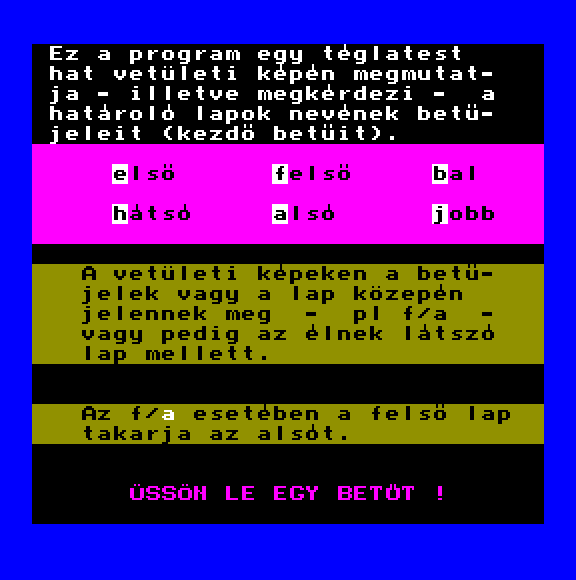 Ez a program egy téglatest
hat vetületi képén megmutat-
ja - illetve megkérdezi - a
határoló lapok nevének betü-
jeleit (kezdö betüit).
elsö felsö bal
hátsó alsó jobb
A vetületi képeken a betü-
jelek vagy a lap közepén
jelennek meg - pl f/a -
vagy pedig az élnek látszó
lap mellett.
Az f/a esetében a felsö lap
takarja az alsót.
ÜSSÖN LE EGY BETÜT !